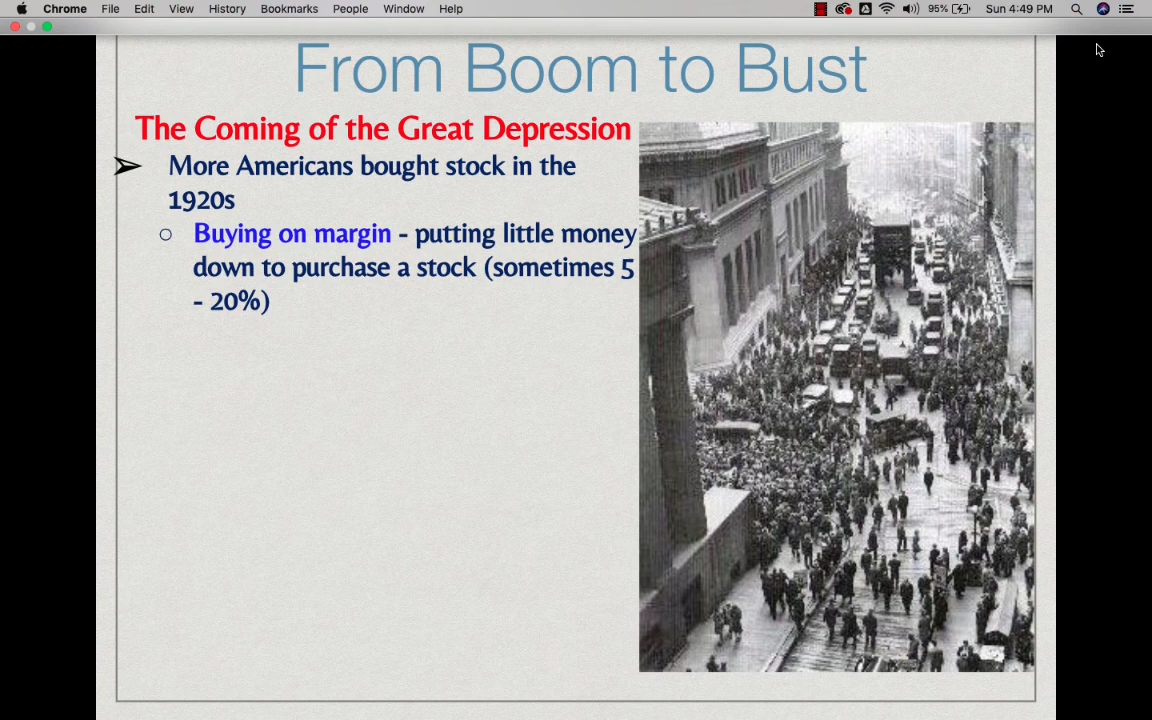 Chrome File Edit View History Bookmarks People Window Help 95% Sun 4:49 PM
From Boom to Bust
The Coming of the Great Depression
➢ More Americans bought stock in the
1920s
○ Buying on margin - putting little money
down to purchase a stock (sometimes 5
- 20%)